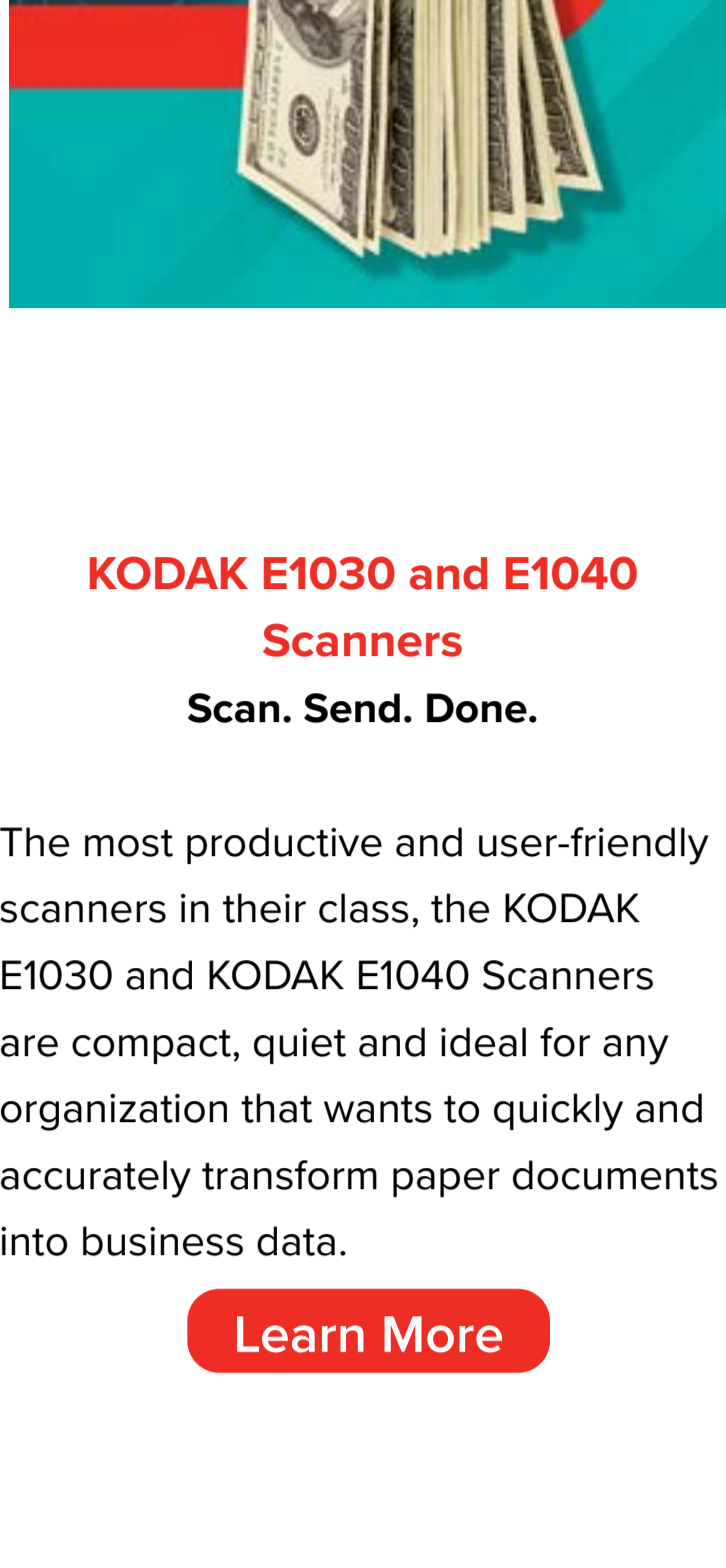 KODAK E1030 and E1040
Scanners
Scan. Send. Done.
The most productive and user-friendly
scanners in their class, the KODAK
E1030 and KODAK E1040 Scanners
are compact, quiet and ideal for any
organization that wants to quickly and
accurately transform paper documents
into business data.
Learn More